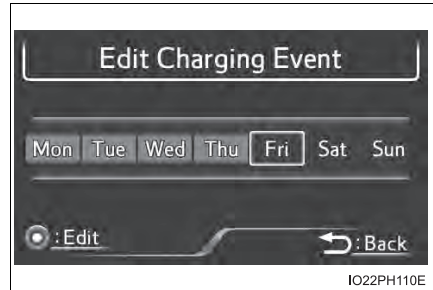 Edit Charging Event
Mon Tue Wed Thu Fri Sat Sun
:Edit
:Back
IO22PH110E